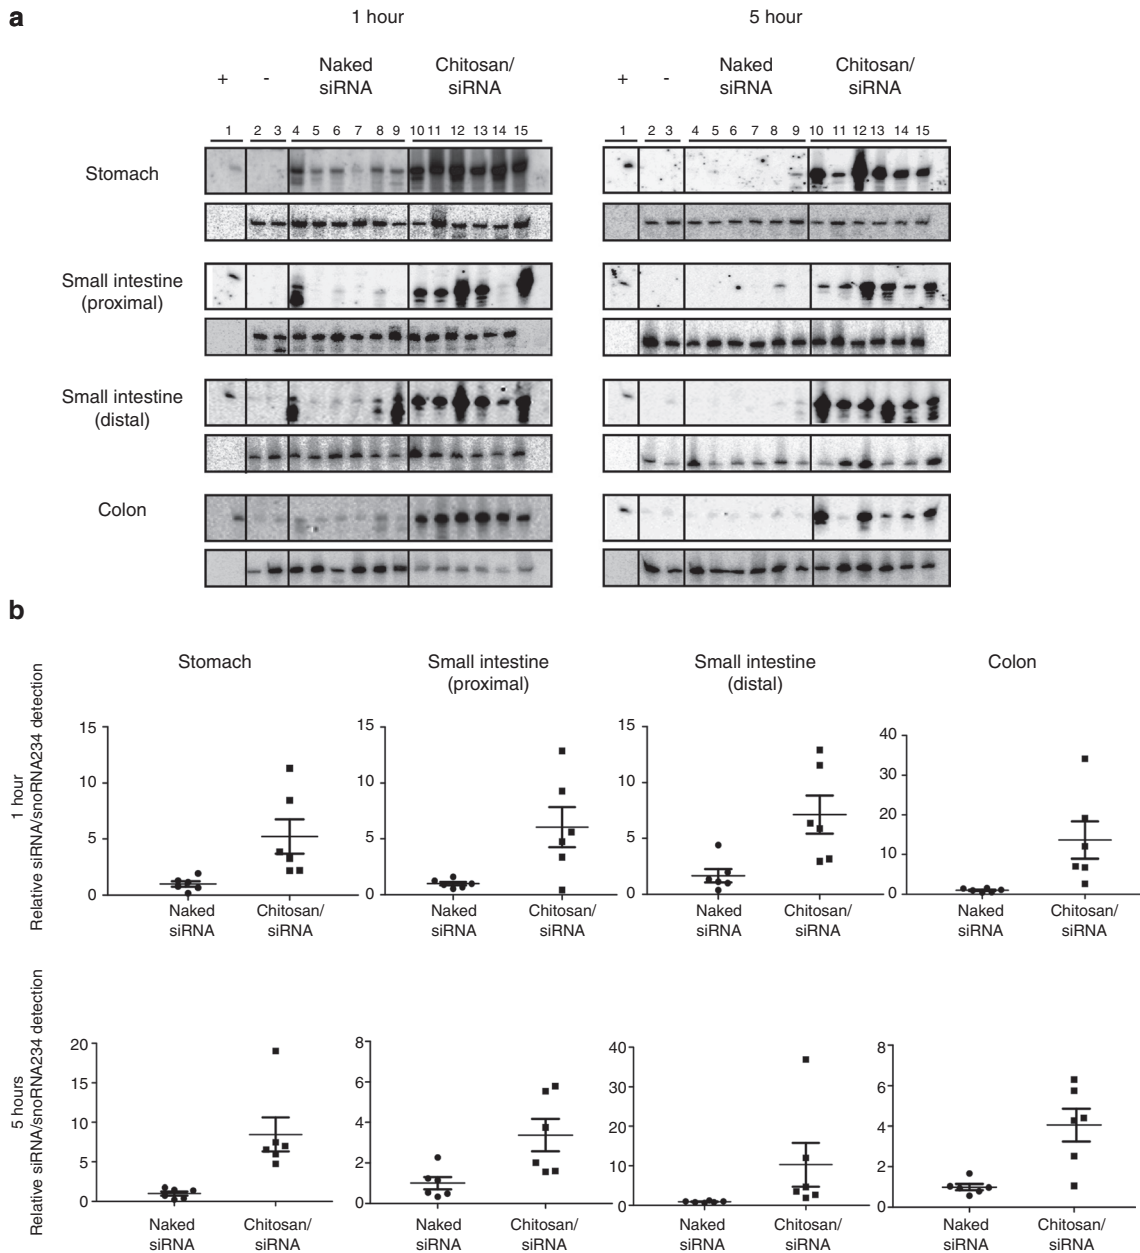 a
1 hour
5 hour
+ - Naked siRNA Chitosan/ siRNA
+ - Naked siRNA Chitosan/ siRNA
1 2 3 4 5 6 7 8 9 10 11 12 13 14 15
1 2 3 4 5 6 7 8 9 10 11 12 13 14 15
Stomach
Small intestine
(proximal)
Small intestine
(distal)
Colon
b
Stomach
Small intestine
(proximal)
Small intestine
(distal)
Colon
1 hour
Relative siRNA/snoRNA234 detection
15
10
5
0
Naked
siRNA
Chitosan/
siRNA
15
10
5
0
Naked
siRNA
Chitosan/
siRNA
15
10
5
0
Naked
siRNA
Chitosan/
siRNA
40
30
20
10
0
Naked
siRNA
Chitosan/
siRNA
5 hours
Relative siRNA/snoRNA234 detection
20
15
10
5
0
Naked
siRNA
Chitosan/
siRNA
8
6
4
2
0
Naked
siRNA
Chitosan/
siRNA
40
30
20
10
0
Naked
siRNA
Chitosan/
siRNA
8
6
4
2
0
Naked
siRNA
Chitosan/
siRNA